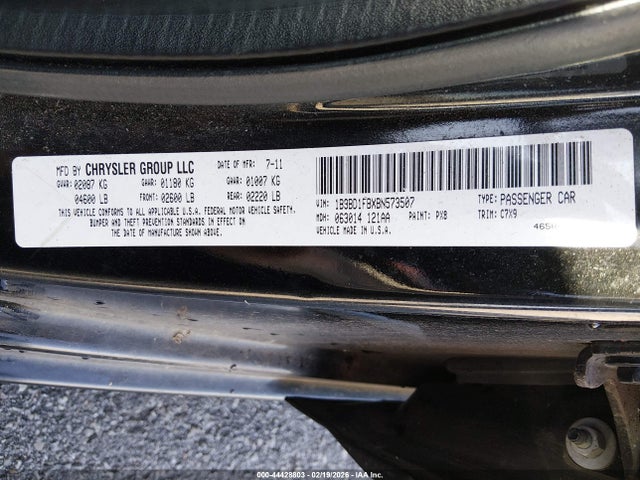 MFD BY CHRYSLER GROUP LLC DATE OF MFR: 7-11
GVWR: 02087 KG GAWR: 01180 KG GAWR: 01007 KG
04600 LB FRONT: 02600 LB REAR: 02220 LB
THIS VEHICLE CONFORMS TO ALL APPLICABLE U.S.A. FEDERAL MOTOR VEHICLE SAFETY,
BUMPER AND THEFT PREVENTION STANDARDS IN EFFECT ON
THE DATE OF MANUFACTURE SHOWN ABOVE.
VIN: 1B3BD1FBXBN573507 TYPE: PASSENGER CAR
MDH: 063014 121AA PAINT: PX8 TRIM: C7X9
VEHICLE MADE IN U.S.A.
000-44428803 - 02/19/2026 - IAA